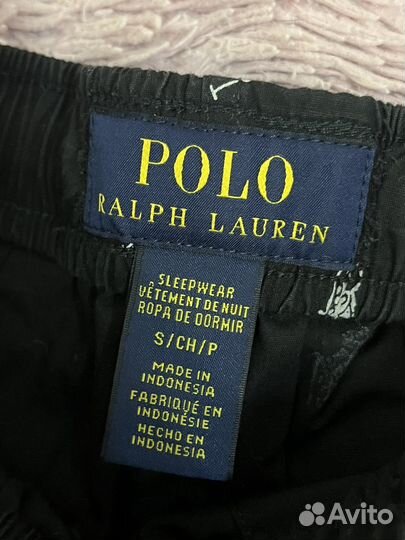 POLO
RALPH LAUREN
SLEEPWEAR
VÊTEMENT DE NUIT
ROPA DE DORMIR
S/CH/P
MADE IN
INDONESIA
FABRIQUÉ EN
INDONÉSIE
HECHO EN
INDONESIA
Avito